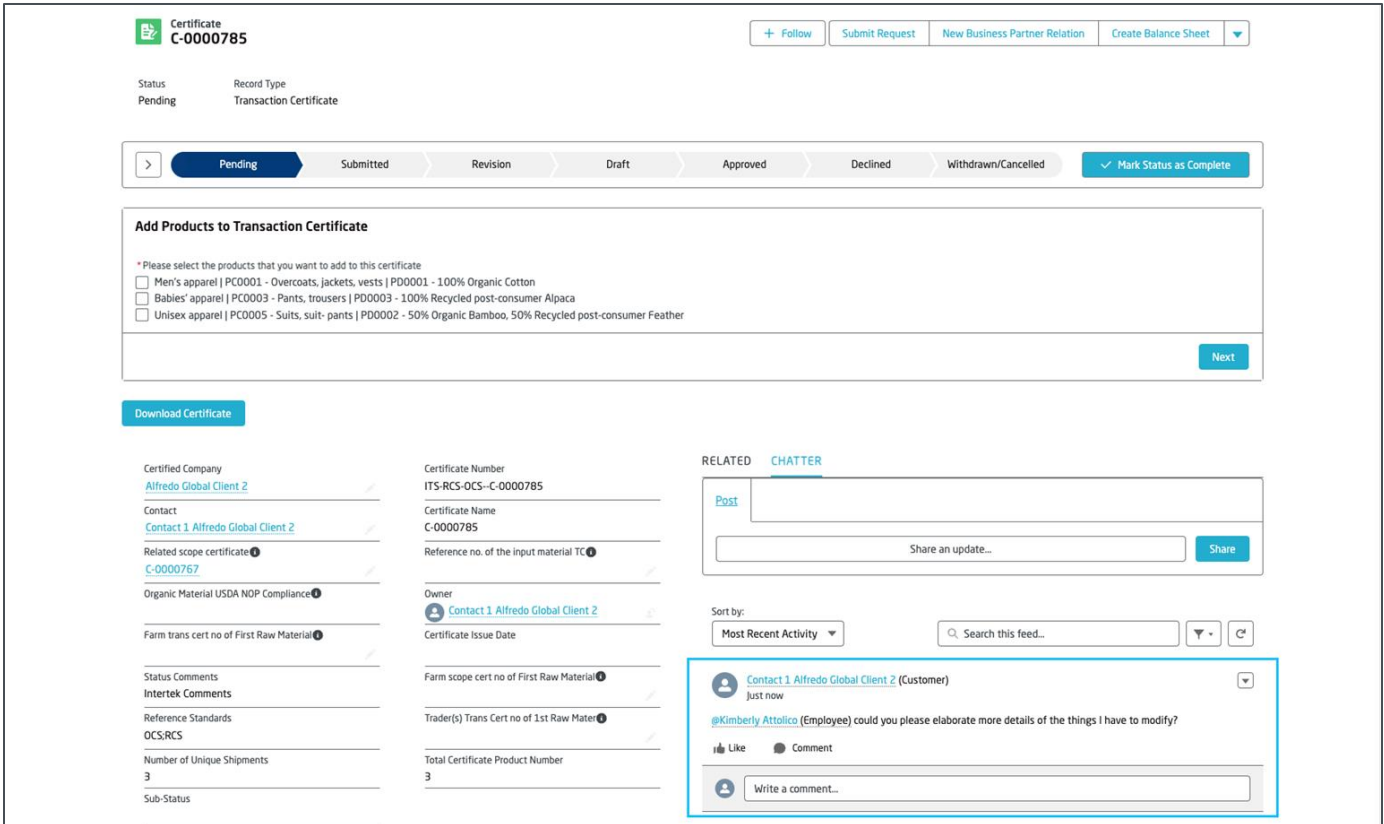 Certificate
C-0000785
+ Follow
Submit Request
New Business Partner Relation
Create Balance Sheet
Status
Pending
Record Type
Transaction Certificate
Pending
Submitted
Revision
Draft
Approved
Declined
Withdrawn/Cancelled
Mark Status as Complete
Add Products to Transaction Certificate
*Please select the products that you want to add to this certificate
Men's apparel | PC0001 - Overcoats, jackets, vests | PD0001 - 100% Organic Cotton
Babies' apparel | PC0003 - Pants, trousers | PD0003 - 100% Recycled post-consumer Alpaca
Unisex apparel | PC0005 - Suits, suit- pants | PD0002 - 50% Organic Bamboo, 50% Recycled post-consumer Feather
Next
Download Certificate
Certified Company
Alfredo Global Client 2
Contact
Contact 1 Alfredo Global Client 2
Related scope certificate
C-0000767
Organic Material USDA NOP Compliance
Farm trans cert no of First Raw Material
Status Comments
Intertek Comments
Reference Standards
OCS;RCS
Number of Unique Shipments
3
Sub-Status
Certificate Number
ITS-RCS-OCS--C-0000785
Certificate Name
C-0000785
Reference no. of the input material TC
Owner
Contact 1 Alfredo Global Client 2
Certificate Issue Date
Farm scope cert no of First Raw Material
Trader(s) Trans Cert no of 1st Raw Mater
Total Certificate Product Number
3
RELATED
CHATTER
Post
Share an update...
Share
Sort by:
Most Recent Activity
Search this feed...
Contact 1 Alfredo Global Client 2 (Customer)
Just now
@Kimberly Attolico (Employee) could you please elaborate more details of the things I have to modify?
Like
Comment
Write a comment...